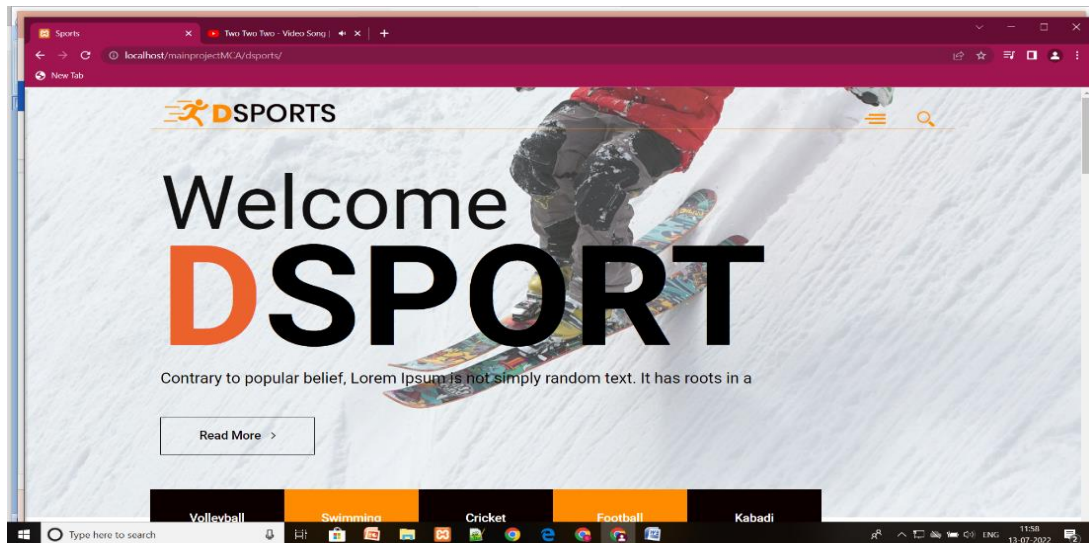 Sports
Two Two Two - Video Song |
localhost/mainprojectMCA/dsports/
New Tab
DSPORTS
Welcome
DSPORT
Contrary to popular belief, Lorem Ipsum is not simply random text. It has roots in a
Read More >
Volleyball Swimming Cricket Football Kabadi
Type here to search
ENG
11:58
13-07-2022